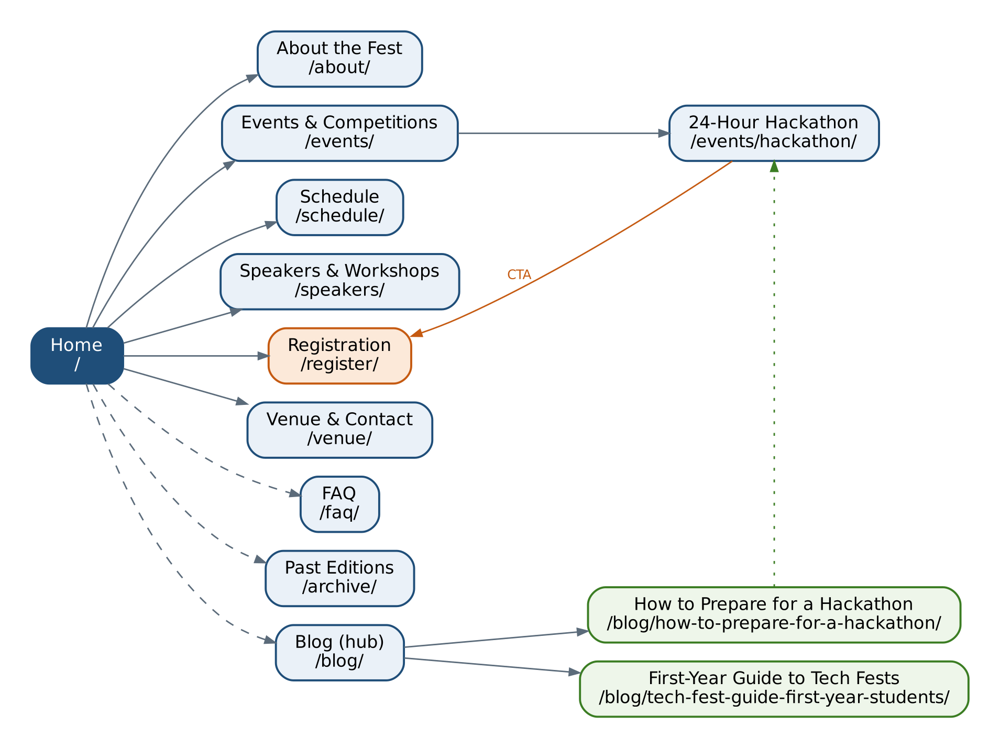 About the Fest
/about/
Events & Competitions
/events/
24-Hour Hackathon
/events/hackathon/
Schedule
/schedule/
Speakers & Workshops
/speakers/
CTA
Home
/
Registration
/register/
Venue & Contact
/venue/
FAQ
/faq/
Past Editions
/archive/
Blog (hub)
/blog/
How to Prepare for a Hackathon
/blog/how-to-prepare-for-a-hackathon/
First-Year Guide to Tech Fests
/blog/tech-fest-guide-first-year-students/